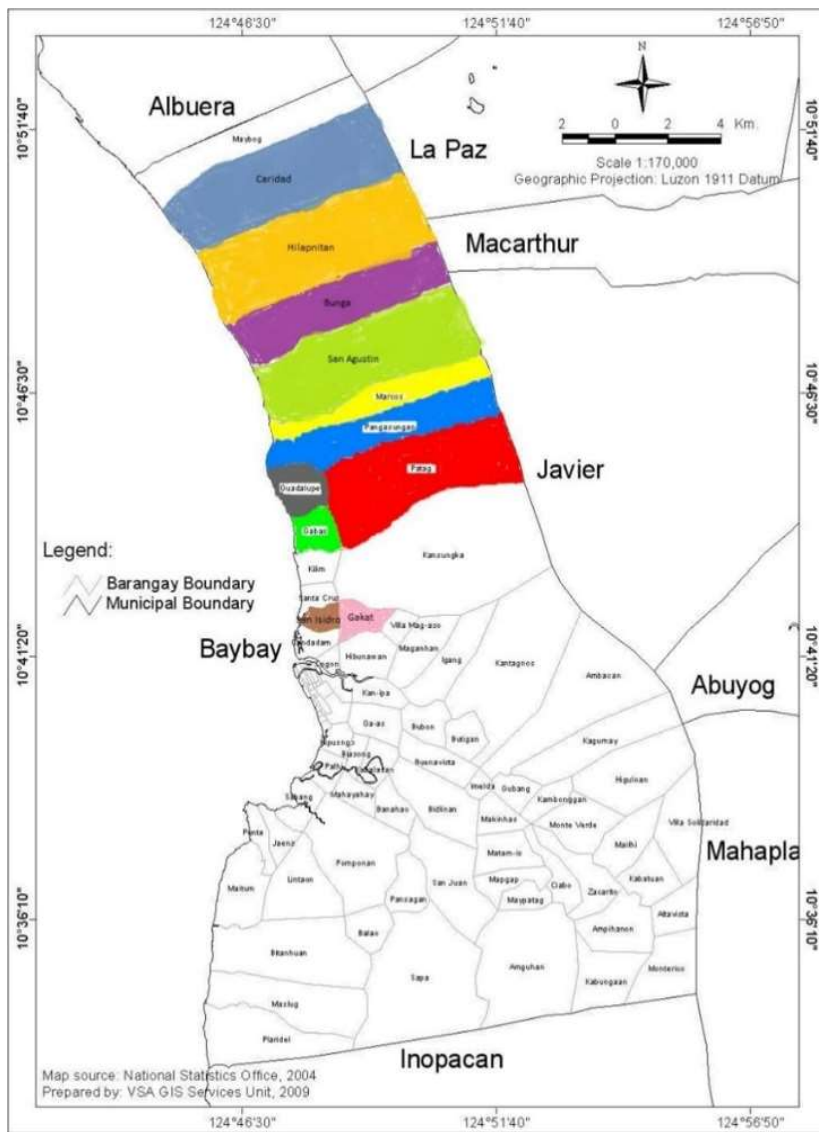 124°46'30"
124°51'40"
124°56'50"
N
Albuera
10°51'40"
10°51'40"
Maybog
La Paz
2 0 2 4 Km.
Scale 1:170,000
Geographic Projection: Luzon 1911 Datum
Caridad
Hilapnitan
Macarthur
Bunga
San Agustin
10°46'30"
10°46'30"
Marcos
Pangasungan
Patag
Javier
Guadalupe
Gabas
Legend:
Barangay Boundary
Municipal Boundary
Kilim
Kansungka
Santa Cruz
San Isidro
Gakat
Villa Mag-aso
Baybay
10°41'20"
10°41'20"
Cogon
Hibunawan
Maganhan
Igang
Kantagnos
Ambacan
Abuyog
Kan-ipa
Ga-as
Bubon
Butigan
Kagumay
Buenavista
Higuloan
Imelda
Gubang
Kambonggan
Sabang
Mahayahay
Banahao
Bidlinan
Makinhas
Monte Verde
Villa Solidaridad
Punta
Jaena
Pomponan
Matam-is
Maihi
Mahapla
Maitum
Lintaon
San Juan
Mapgap
Ciabo
Zacarito
Kabatuan
Pansagan
Maypatag
Altavista
10°36'10"
10°36'10"
Balao
Ampihanon
Bitanhuan
Sapa
Amguhan
Kabungaan
Monterico
Maslug
Plaridel
Inopacan
Map source: National Statistics Office, 2004
Prepared by: VSA GIS Services Unit, 2009
124°46'30"
124°51'40"
124°56'50"